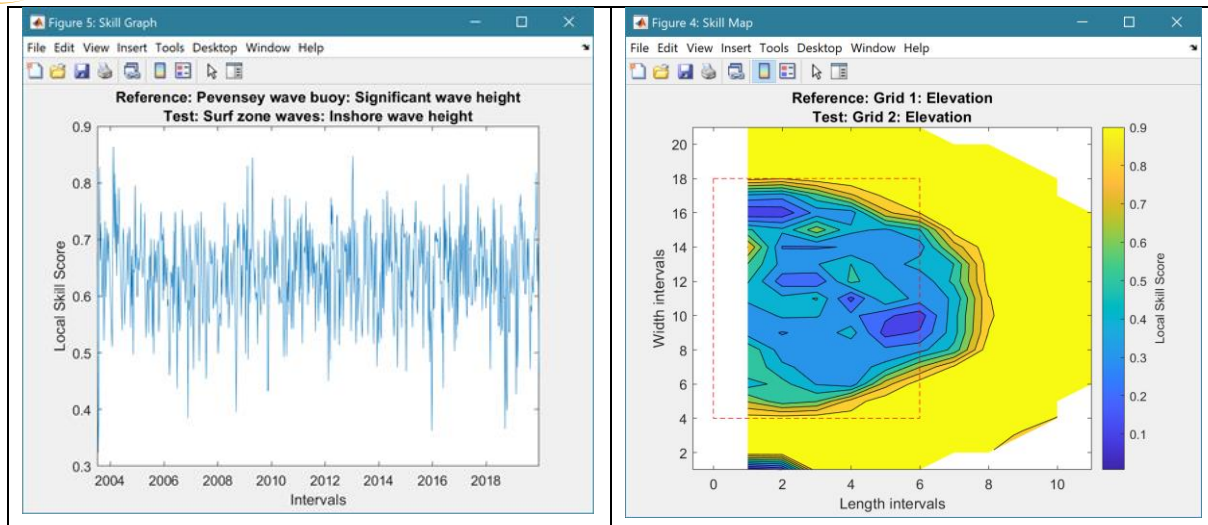 Figure 5: Skill Graph
File Edit View Insert Tools Desktop Window Help
Reference: Pevensey wave buoy: Significant wave height
Test: Surf zone waves: Inshore wave height
0.9
0.8
0.7
0.6
0.5
0.4
0.3
Local Skill Score
2004 2006 2008 2010 2012 2014 2016 2018
Intervals
Figure 4: Skill Map
File Edit View Insert Tools Desktop Window Help
Reference: Grid 1: Elevation
Test: Grid 2: Elevation
20
18
16
14
12
10
8
6
4
2
Width intervals
0 2 4 6 8 10
Length intervals
0.9
0.8
0.7
0.6
0.5
0.4
0.3
0.2
0.1
Local Skill Score